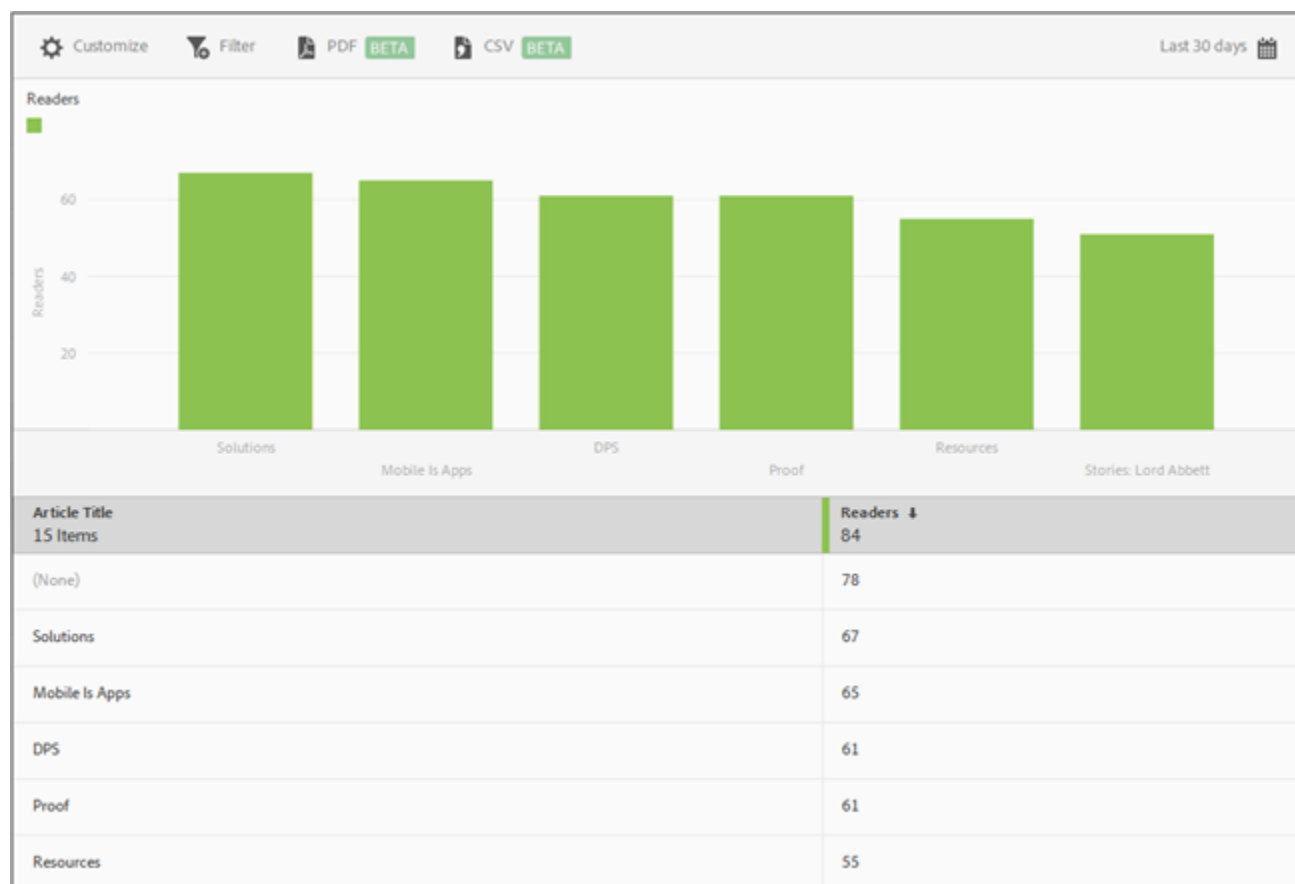 Customize Filter PDF BETA CSV BETA Last 30 days
Readers
60
40
20
Readers
Solutions DPS Resources
Mobile Is Apps Proof Stories: Lord Abbett
Article Title Readers
15 Items 84
(None) 78
Solutions 67
Mobile Is Apps 65
DPS 61
Proof 61
Resources 55